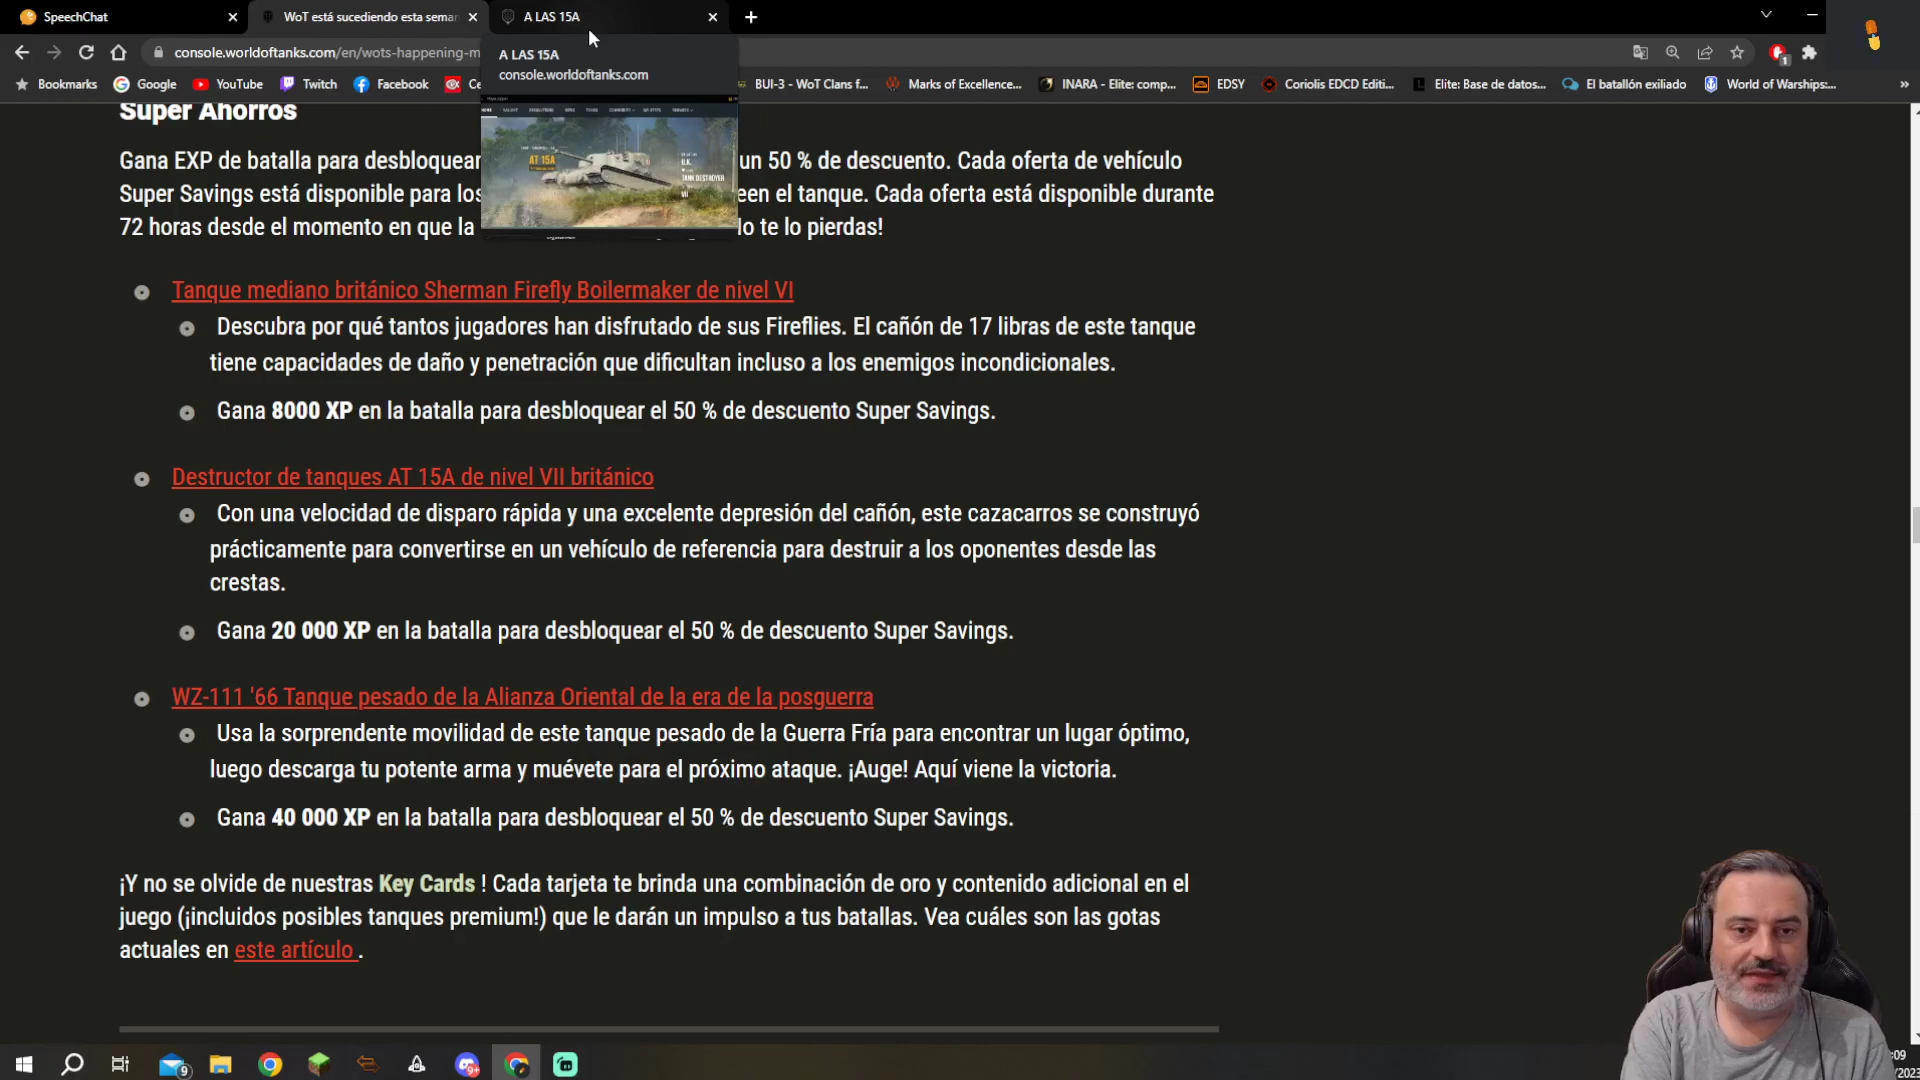 SpeechChat
WoT está sucediendo esta semana
A LAS 15A
console.worldoftanks.com/en/wots-happening-m
A LAS 15A
console.worldoftanks.com
Bookmarks
Google
YouTube
Twitch
Facebook
BUI-3 - WoT Clans f...
Marks of Excellence...
INARA - Elite: comp...
EDSY
Coriolis EDCD Editi...
Elite: Base de datos...
El batallón exiliado
World of Warships:...
»
AT 15A
U.K.
TANK DESTROYER
VII
Super Ahorros
Gana EXP de batalla para desbloquear
un 50 % de descuento. Cada oferta de vehículo
Super Savings está disponible para los
een el tanque. Cada oferta está disponible durante
72 horas desde el momento en que la
lo te lo pierdas!
Tanque mediano británico Sherman Firefly Boilermaker de nivel VI
Descubra por qué tantos jugadores han disfrutado de sus Fireflies. El cañón de 17 libras de este tanque
tiene capacidades de daño y penetración que dificultan incluso a los enemigos incondicionales.
Gana 8000 XP en la batalla para desbloquear el 50 % de descuento Super Savings.
Destructor de tanques AT 15A de nivel VII británico
Con una velocidad de disparo rápida y una excelente depresión del cañón, este cazacarros se construyó
prácticamente para convertirse en un vehículo de referencia para destruir a los oponentes desde las
crestas.
Gana 20 000 XP en la batalla para desbloquear el 50 % de descuento Super Savings.
WZ-111 '66 Tanque pesado de la Alianza Oriental de la era de la posguerra
Usa la sorprendente movilidad de este tanque pesado de la Guerra Fría para encontrar un lugar óptimo,
luego descarga tu potente arma y muévete para el próximo ataque. ¡Auge! Aquí viene la victoria.
Gana 40 000 XP en la batalla para desbloquear el 50 % de descuento Super Savings.
¡Y no se olvide de nuestras Key Cards ! Cada tarjeta te brinda una combinación de oro y contenido adicional en el
juego (¡incluidos posibles tanques premium!) que le darán un impulso a tus batallas. Vea cuáles son las gotas
actuales en este artículo .
9
9+
:09
/2023